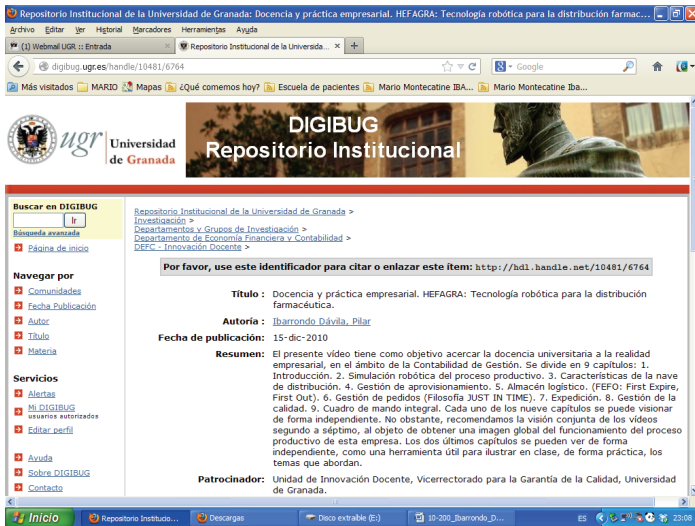 Repositorio Institucional de la Universidad de Granada: Docencia y práctica empresarial. HEFAGRA: Tecnología robótica para la distribución farmac...
Archivo Editar Ver Historial Marcadores Herramientas Ayuda
(1) Webmail UGR :: Entrada
Repositorio Institucional de la Universida...
digibug.ugr.es/handle/10481/6764
Google
Más visitados MARIO Mapas ¿Qué comemos hoy? Escuela de pacientes Mario Montecatine IBA... Mario Montecatine Iba...
ugr Universidad de Granada
DIGIBUG
Repositorio Institucional
Buscar en DIGIBUG
Ir
Búsqueda avanzada
Página de inicio
Navegar por
Comunidades
Fecha Publicación
Autor
Título
Materia
Servicios
Alertas
Mi DIGIBUG
usuarios autorizados
Editar perfil
Ayuda
Sobre DIGIBUG
Contacto
Repositorio Institucional de la Universidad de Granada >
Investigación >
Departamentos y Grupos de Investigación >
Departamento de Economía Financiera y Contabilidad >
DEFC - Innovación Docente >
Por favor, use este identificador para citar o enlazar este ítem: http://hdl.handle.net/10481/6764
Título : Docencia y práctica empresarial. HEFAGRA: Tecnología robótica para la distribución
farmacéutica.
Autoría : Ibarrondo Dávila, Pilar
Fecha de publicación: 15-dic-2010
Resumen: El presente vídeo tiene como objetivo acercar la docencia universitaria a la realidad
empresarial, en el ámbito de la Contabilidad de Gestión. Se divide en 9 capítulos: 1.
Introducción. 2. Simulación robótica del proceso productivo. 3. Características de la nave
de distribución. 4. Gestión de aprovisionamiento. 5. Almacén logístico. (FEFO: First Expire,
First Out). 6. Gestión de pedidos (Filosofía JUST IN TIME). 7. Expedición. 8. Gestión de la
calidad. 9. Cuadro de mando integral. Cada uno de los nueve capítulos se puede visionar
de forma independiente. No obstante, recomendamos la visión conjunta de los vídeos
segundo a séptimo, al objeto de obtener una imagen global del funcionamiento del proceso
productivo de esta empresa. Los dos últimos capítulos se pueden ver de forma
independiente, como una herramienta útil para ilustrar en clase, de forma práctica, los
temas que abordan.
Patrocinador: Unidad de Innovación Docente, Vicerrectorado para la Garantía de la Calidad, Universidad
de Granada.
Inicio
Repositorio Institucio...
Descargas
Disco extraíble (E:)
10-200_Ibarrondo_D...
ES
23:08